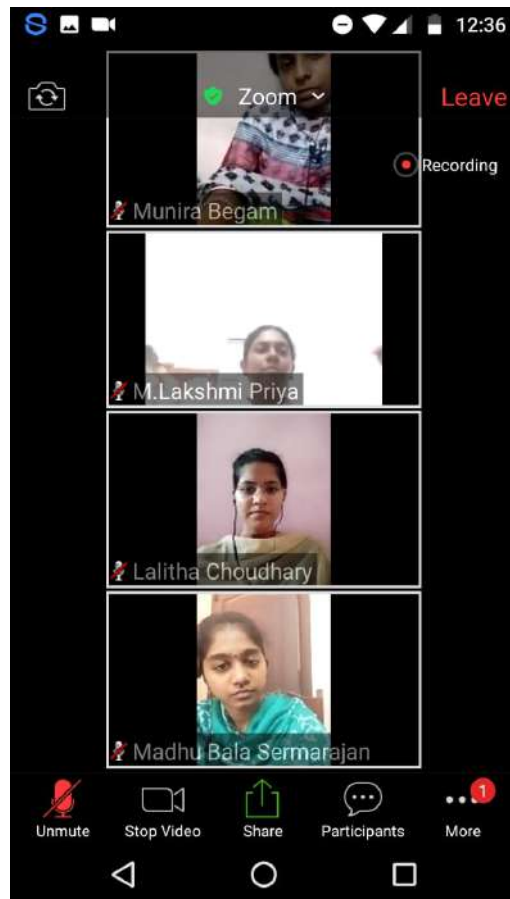 12:36
Zoom
Leave
Recording
Munira Begam
M.Lakshmi Priya
Lalitha Choudhary
Madhu Bala Sermarajan
1
Unmute Stop Video Share Participants More